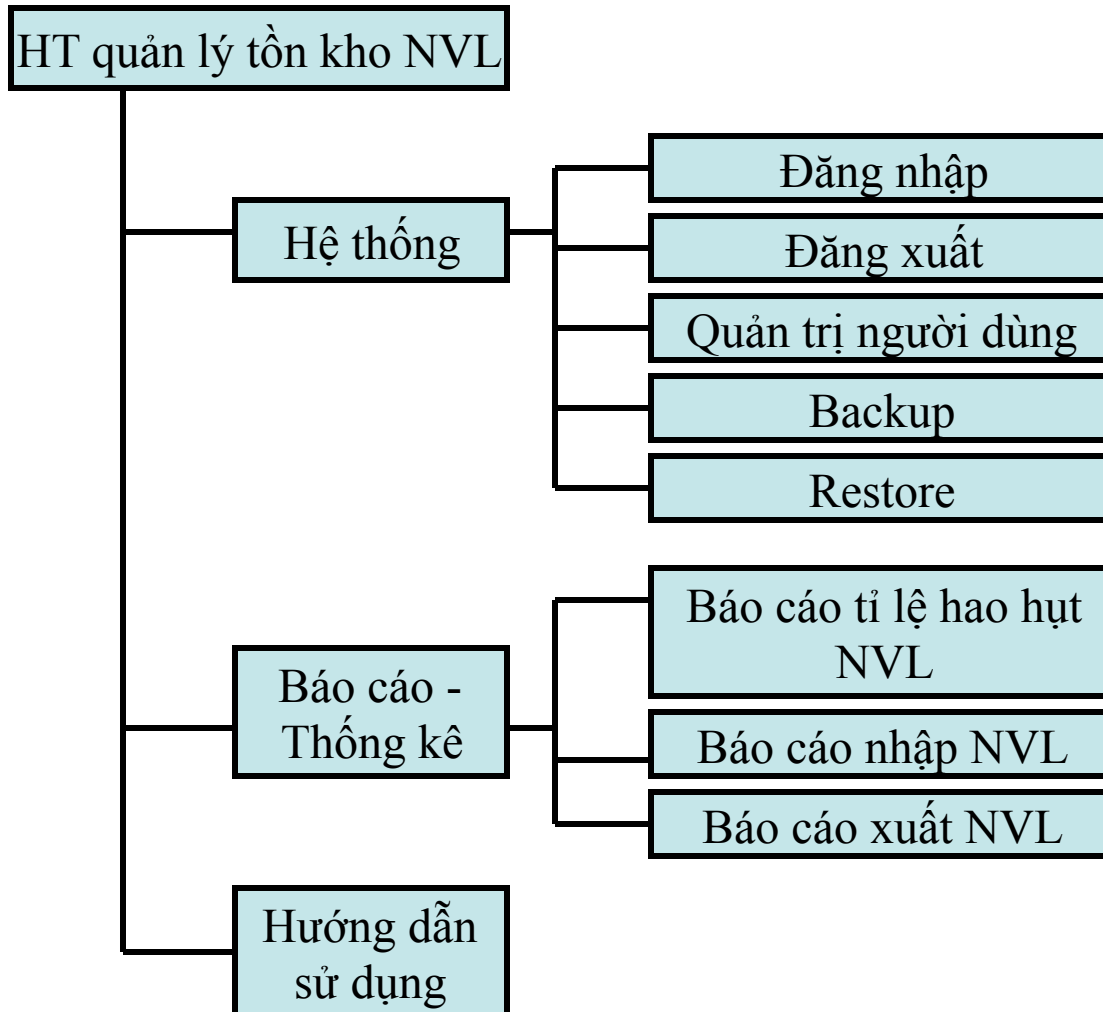 HT quản lý tồn kho NVL
Hệ thống
Đăng nhập
Đăng xuất
Quản trị người dùng
Backup
Restore
Báo cáo -
Thống kê
Báo cáo tỉ lệ hao hụt
NVL
Báo cáo nhập NVL
Báo cáo xuất NVL
Hướng dẫn
sử dụng